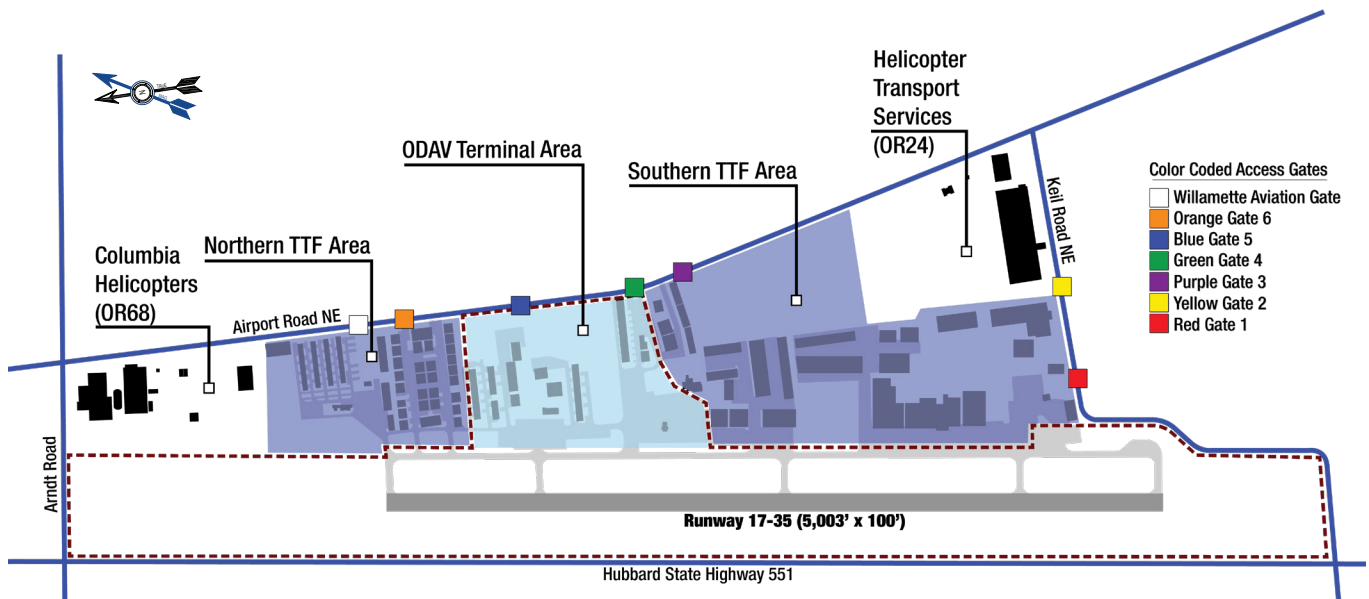 Helicopter
Transport
Services
(OR24)
ODAV Terminal Area
Southern TTF Area
Color Coded Access Gates
Willamette Aviation Gate
Orange Gate 6
Blue Gate 5
Green Gate 4
Purple Gate 3
Yellow Gate 2
Red Gate 1
Keil Road NE
Columbia
Helicopters
(OR68)
Northern TTF Area
Airport Road NE
Arndt Road
Runway 17-35 (5,003' x 100')
Hubbard State Highway 551
TRUE
N